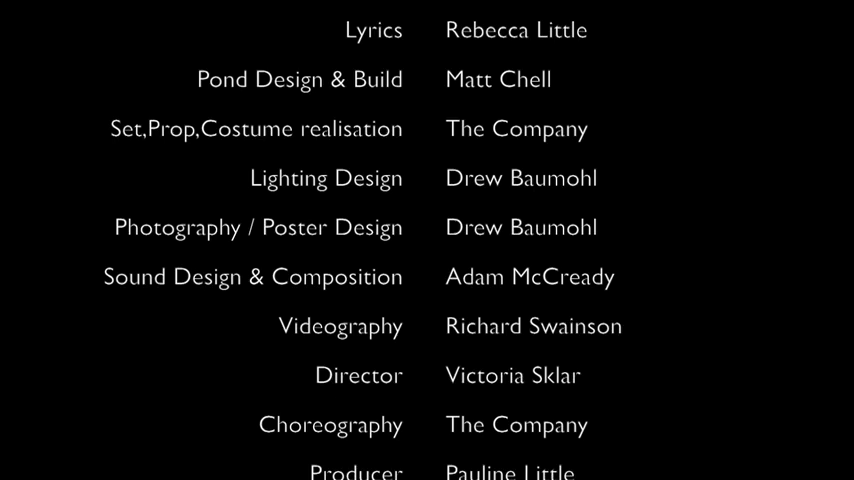 Lyrics Rebecca Little
Pond Design & Build Matt Chell
Set,Prop,Costume realisation The Company
Lighting Design Drew Baumohl
Photography / Poster Design Drew Baumohl
Sound Design & Composition Adam McCready
Videography Richard Swainson
Director Victoria Sklar
Choreography The Company
Producer Pauline Little